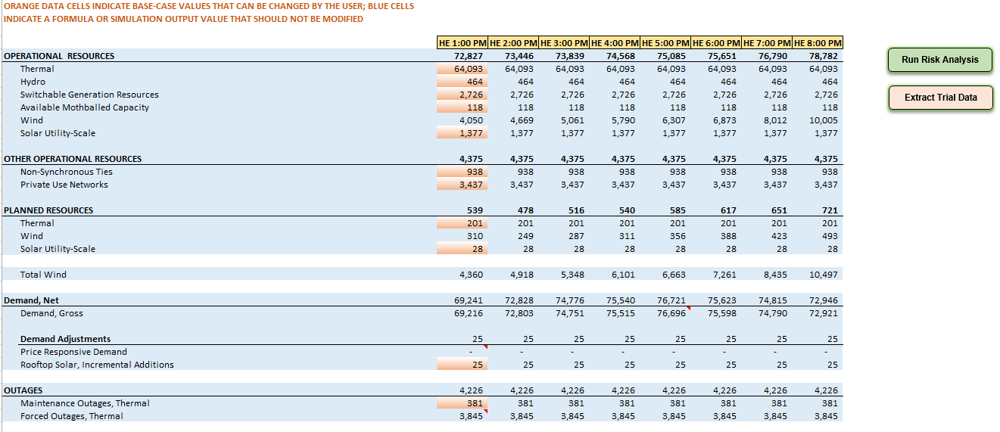 ORANGE DATA CELLS INDICATE BASE-CASE VALUES THAT CAN BE CHANGED BY THE USER; BLUE CELLS
INDICATE A FORMULA OR SIMULATION OUTPUT VALUE THAT SHOULD NOT BE MODIFIED
HE 1:00 PM HE 2:00 PM HE 3:00 PM HE 4:00 PM HE 5:00 PM HE 6:00 PM HE 7:00 PM HE 8:00 PM
OPERATIONAL RESOURCES 72,827 73,446 73,839 74,568 75,085 75,651 76,790 78,782
Thermal 64,093 64,093 64,093 64,093 64,093 64,093 64,093 64,093
Hydro 464 464 464 464 464 464 464 464
Switchable Generation Resources 2,726 2,726 2,726 2,726 2,726 2,726 2,726 2,726
Available Mothballed Capacity 118 118 118 118 118 118 118 118
Wind 4,050 4,669 5,061 5,790 6,307 6,873 8,012 10,005
Solar Utility-Scale 1,377 1,377 1,377 1,377 1,377 1,377 1,377 1,377
OTHER OPERATIONAL RESOURCES 4,375 4,375 4,375 4,375 4,375 4,375 4,375 4,375
Non-Synchronous Ties 938 938 938 938 938 938 938 938
Private Use Networks 3,437 3,437 3,437 3,437 3,437 3,437 3,437 3,437
PLANNED RESOURCES 539 478 516 540 585 617 651 721
Thermal 201 201 201 201 201 201 201 201
Wind 310 249 287 311 356 388 423 493
Solar Utility-Scale 28 28 28 28 28 28 28 28
Total Wind 4,360 4,918 5,348 6,101 6,663 7,261 8,435 10,497
Demand, Net 69,241 72,828 74,776 75,540 76,721 75,623 74,815 72,946
Demand, Gross 69,216 72,803 74,751 75,515 76,696 75,598 74,790 72,921
Demand Adjustments 25 25 25 25 25 25 25 25
Price Responsive Demand - - - - - - - -
Rooftop Solar, Incremental Additions 25 25 25 25 25 25 25 25
OUTAGES 4,226 4,226 4,226 4,226 4,226 4,226 4,226 4,226
Maintenance Outages, Thermal 381 381 381 381 381 381 381 381
Forced Outages, Thermal 3,845 3,845 3,845 3,845 3,845 3,845 3,845 3,845
Run Risk Analysis
Extract Trial Data